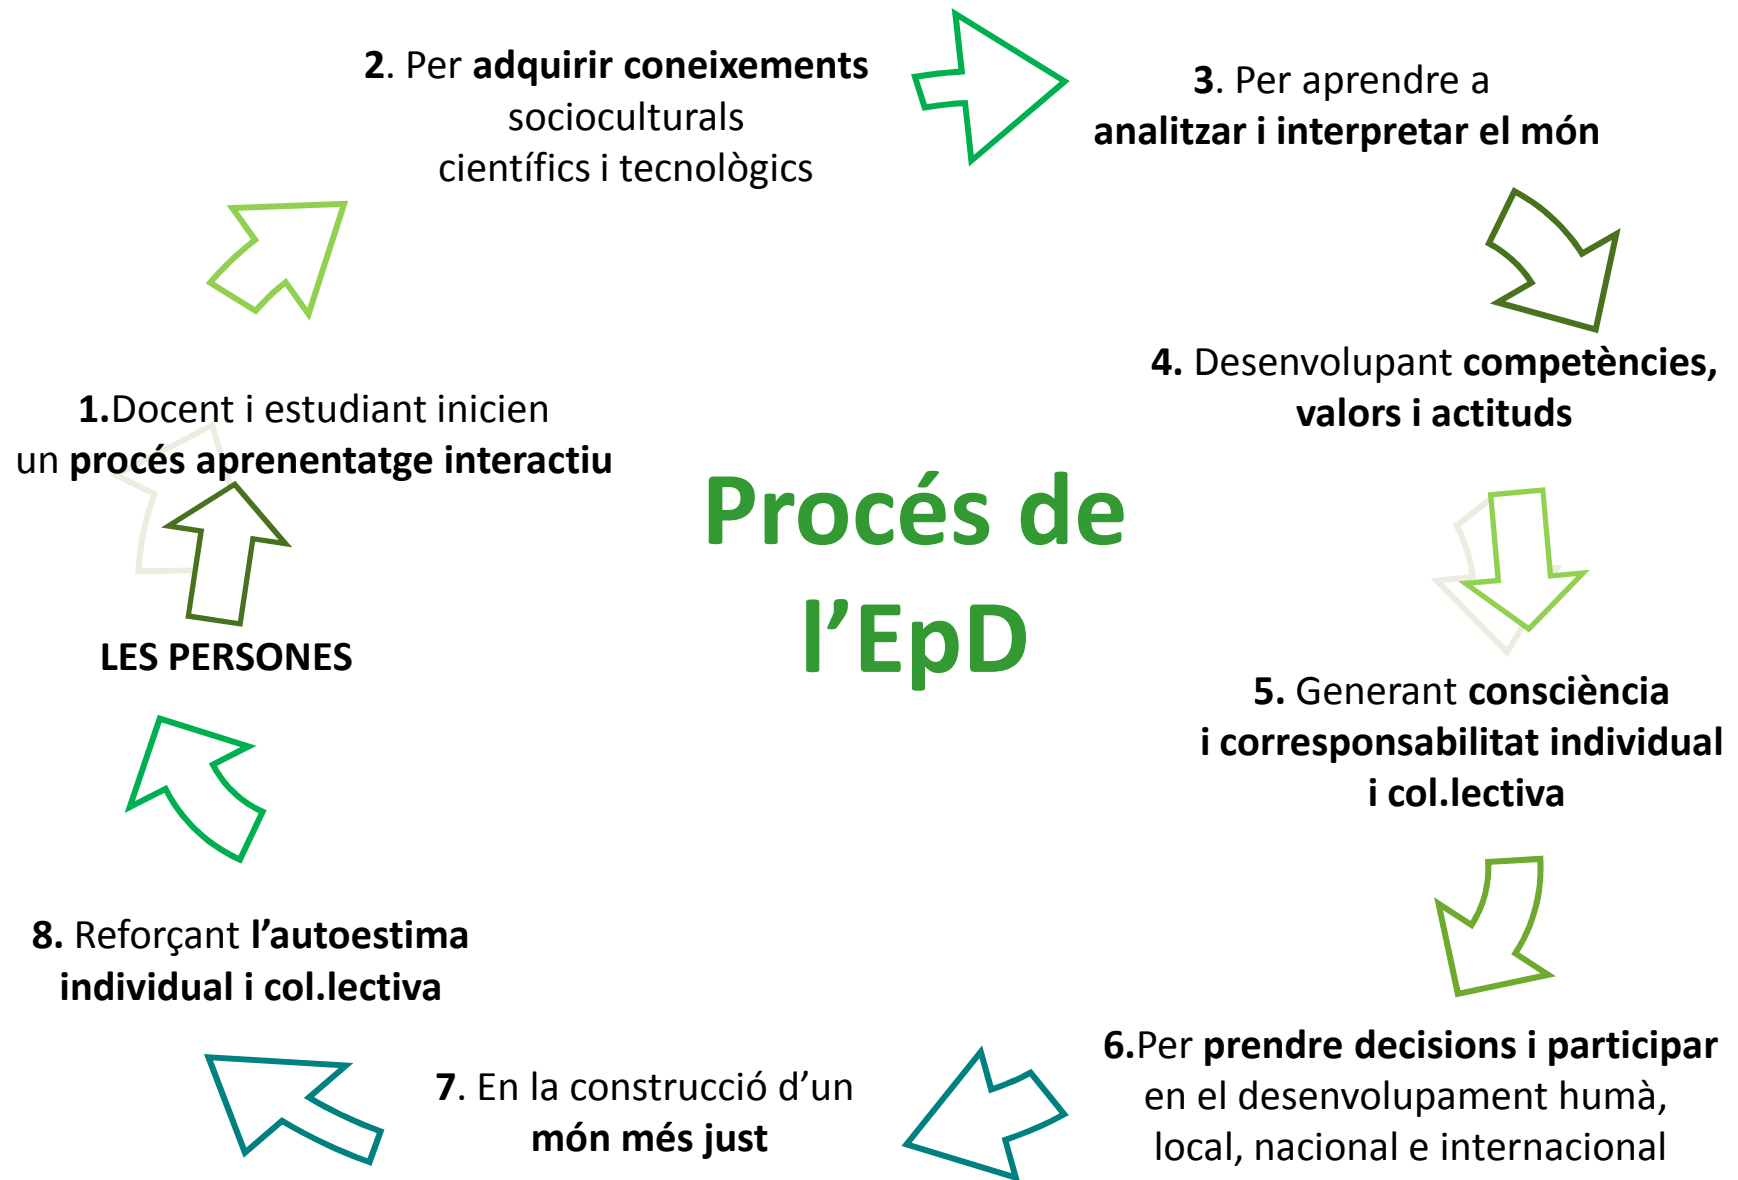 2. Per adquirir coneixements
socioculturals
científics i tecnològics
3. Per aprendre a
analitzar i interpretar el món
4. Desenvolupant competències,
valors i actituds
1.Docent i estudiant inicien
un procés aprenentatge interactiu
Procés de
l’EpD
LES PERSONES
5. Generant consciència
i corresponsabilitat individual
i col.lectiva
8. Reforçant l’autoestima
individual i col.lectiva
6.Per prendre decisions i participar
en el desenvolupament humà,
local, nacional e internacional
7. En la construcció d’un
món més just